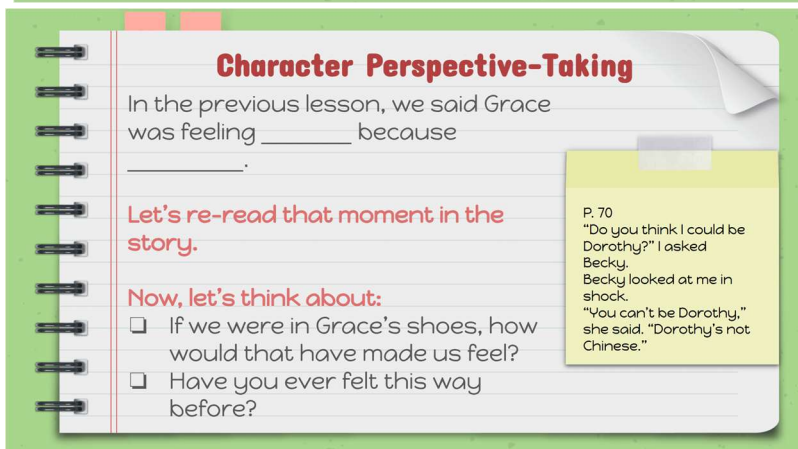 Character Perspective-Taking
In the previous lesson, we said Grace
was feeling ________ because
__________.
Let's re-read that moment in the
story.
Now, let's think about:
❏ If we were in Grace's shoes, how
would that have made us feel?
❏ Have you ever felt this way
before?
P. 70
“Do you think I could be
Dorothy?” I asked
Becky.
Becky looked at me in
shock.
“You can't be Dorothy,”
she said. “Dorothy's not
Chinese.”